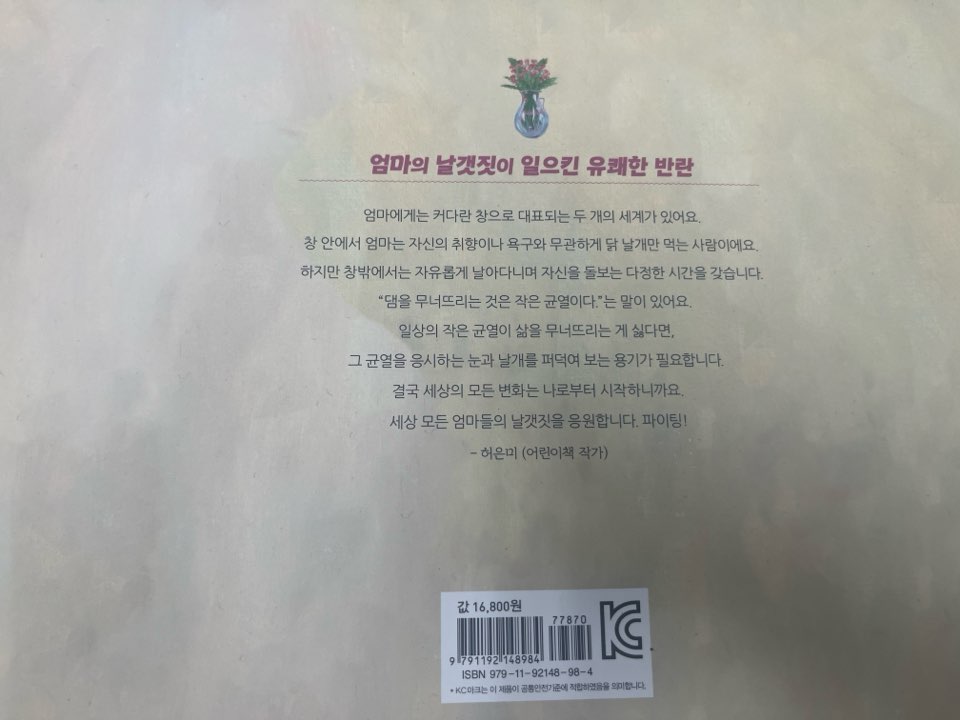 엄마의 날갯짓이 일으킨 유쾌한 반란
엄마에게는 커다란 창으로 대표되는 두 개의 세계가 있어요.
창 안에서 엄마는 자신의 취향이나 욕구와 무관하게 닭 날개만 먹는 사람이에요.
하지만 창밖에서는 자유롭게 날아다니며 자신을 돌보는 다정한 시간을 갖습니다.
“댐을 무너뜨리는 것은 작은 균열이다.”는 말이 있어요.
일상의 작은 균열이 삶을 무너뜨리는 게 싫다면,
그 균열을 응시하는 눈과 날개를 퍼덕여 보는 용기가 필요합니다.
결국 세상의 모든 변화는 나로부터 시작하니까요.
세상 모든 엄마들의 날갯짓을 응원합니다. 파이팅!
- 허은미 (어린이책 작가)
값 16,800원
77870
9 791192 148984
ISBN 979-11-92148-98-4
* KC마크는 이 제품이 공통안전기준에 적합하였음을 의미합니다.
KC